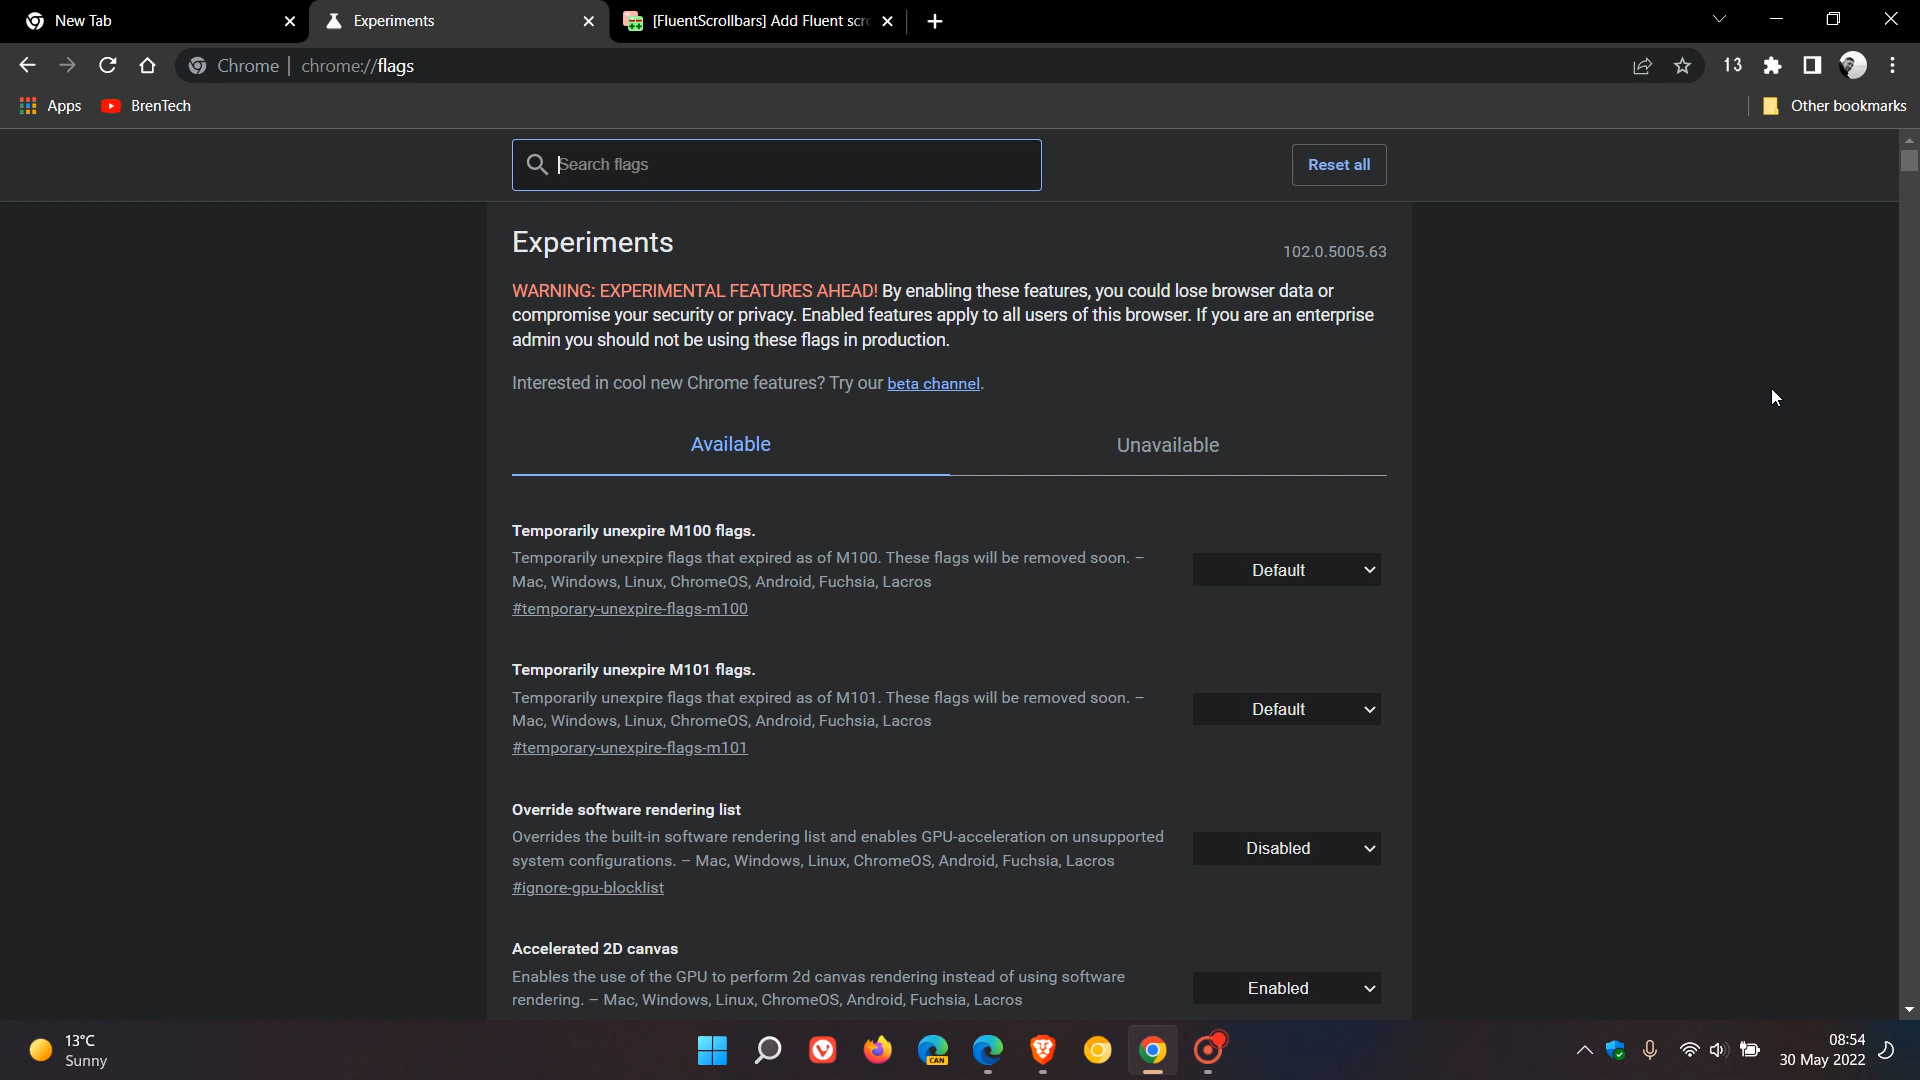 New Tab
Experiments
[FluentScrollbars] Add Fluent scr
Chrome
chrome://flags
13
Apps
BrenTech
Other bookmarks
Search flags
Reset all
Experiments
102.0.5005.63
WARNING: EXPERIMENTAL FEATURES AHEAD! By enabling these features, you could lose browser data or
compromise your security or privacy. Enabled features apply to all users of this browser. If you are an enterprise
admin you should not be using these flags in production.
Interested in cool new Chrome features? Try our beta channel.
Available
Unavailable
Temporarily unexpire M100 flags.
Temporarily unexpire flags that expired as of M100. These flags will be removed soon. –
Mac, Windows, Linux, ChromeOS, Android, Fuchsia, Lacros
#temporary-unexpire-flags-m100
Default
Temporarily unexpire M101 flags.
Temporarily unexpire flags that expired as of M101. These flags will be removed soon. –
Mac, Windows, Linux, ChromeOS, Android, Fuchsia, Lacros
#temporary-unexpire-flags-m101
Default
Override software rendering list
Overrides the built-in software rendering list and enables GPU-acceleration on unsupported
system configurations. – Mac, Windows, Linux, ChromeOS, Android, Fuchsia, Lacros
#ignore-gpu-blocklist
Disabled
Accelerated 2D canvas
Enables the use of the GPU to perform 2d canvas rendering instead of using software
rendering. – Mac, Windows, Linux, ChromeOS, Android, Fuchsia, Lacros
Enabled
13°C
Sunny
CAN
08:54
30 May 2022